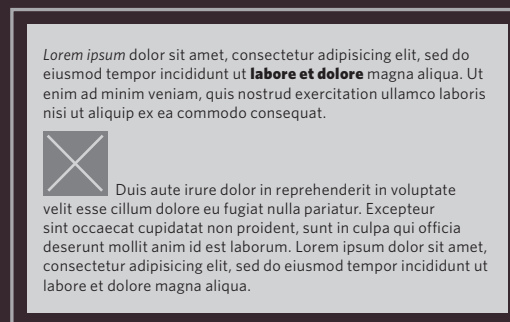 Lorem ipsum dolor sit amet, consectetur adipisicing elit, sed do
eiusmod tempor incididunt ut labore et dolore magna aliqua. Ut
enim ad minim veniam, quis nostrud exercitation ullamco laboris
nisi ut aliquip ex ea commodo consequat.
Duis aute irure dolor in reprehenderit in voluptate
velit esse cillum dolore eu fugiat nulla pariatur. Excepteur
sint occaecat cupidatat non proident, sunt in culpa qui officia
deserunt mollit anim id est laborum. Lorem ipsum dolor sit amet,
consectetur adipisicing elit, sed do eiusmod tempor incididunt ut
labore et dolore magna aliqua.